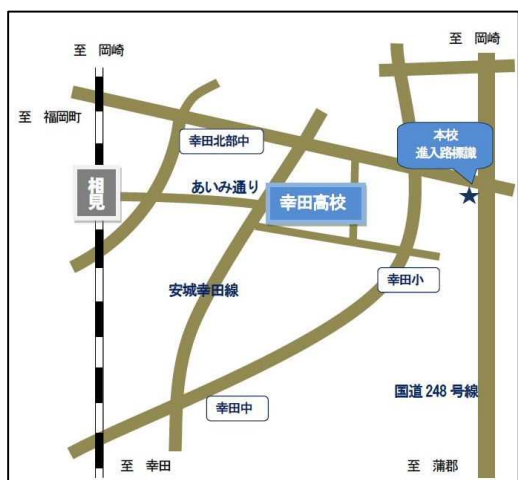 至　岡崎
至　岡崎
至　福岡町
本校
進入路標識
幸田北部中
相見
あいみ通り
幸田高校
★
幸田小
安城幸田線
国道248号線
幸田中
至　幸田
至　蒲郡